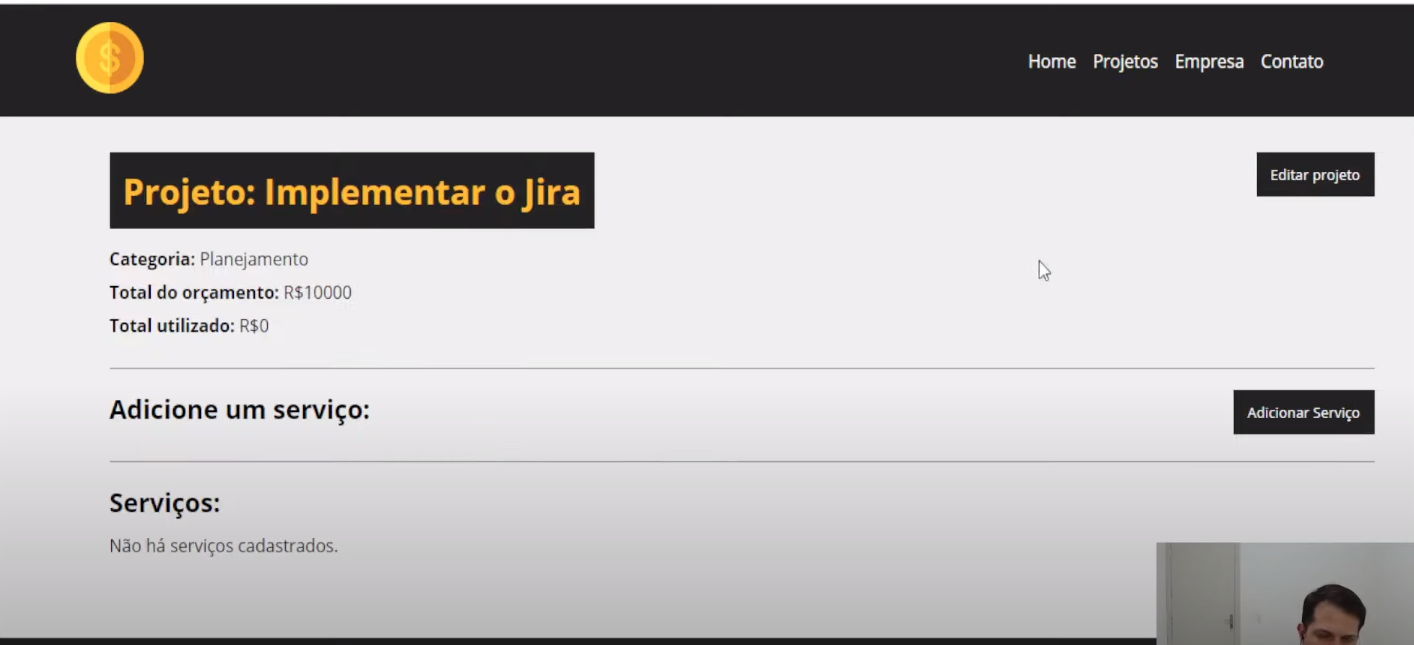 $
Home Projetos Empresa Contato
Projeto: Implementar o Jira
Editar projeto
Categoria: Planejamento
Total do orçamento: R$10000
Total utilizado: R$0
Adicione um serviço:
Adicionar Serviço
Serviços:
Não há serviços cadastrados.